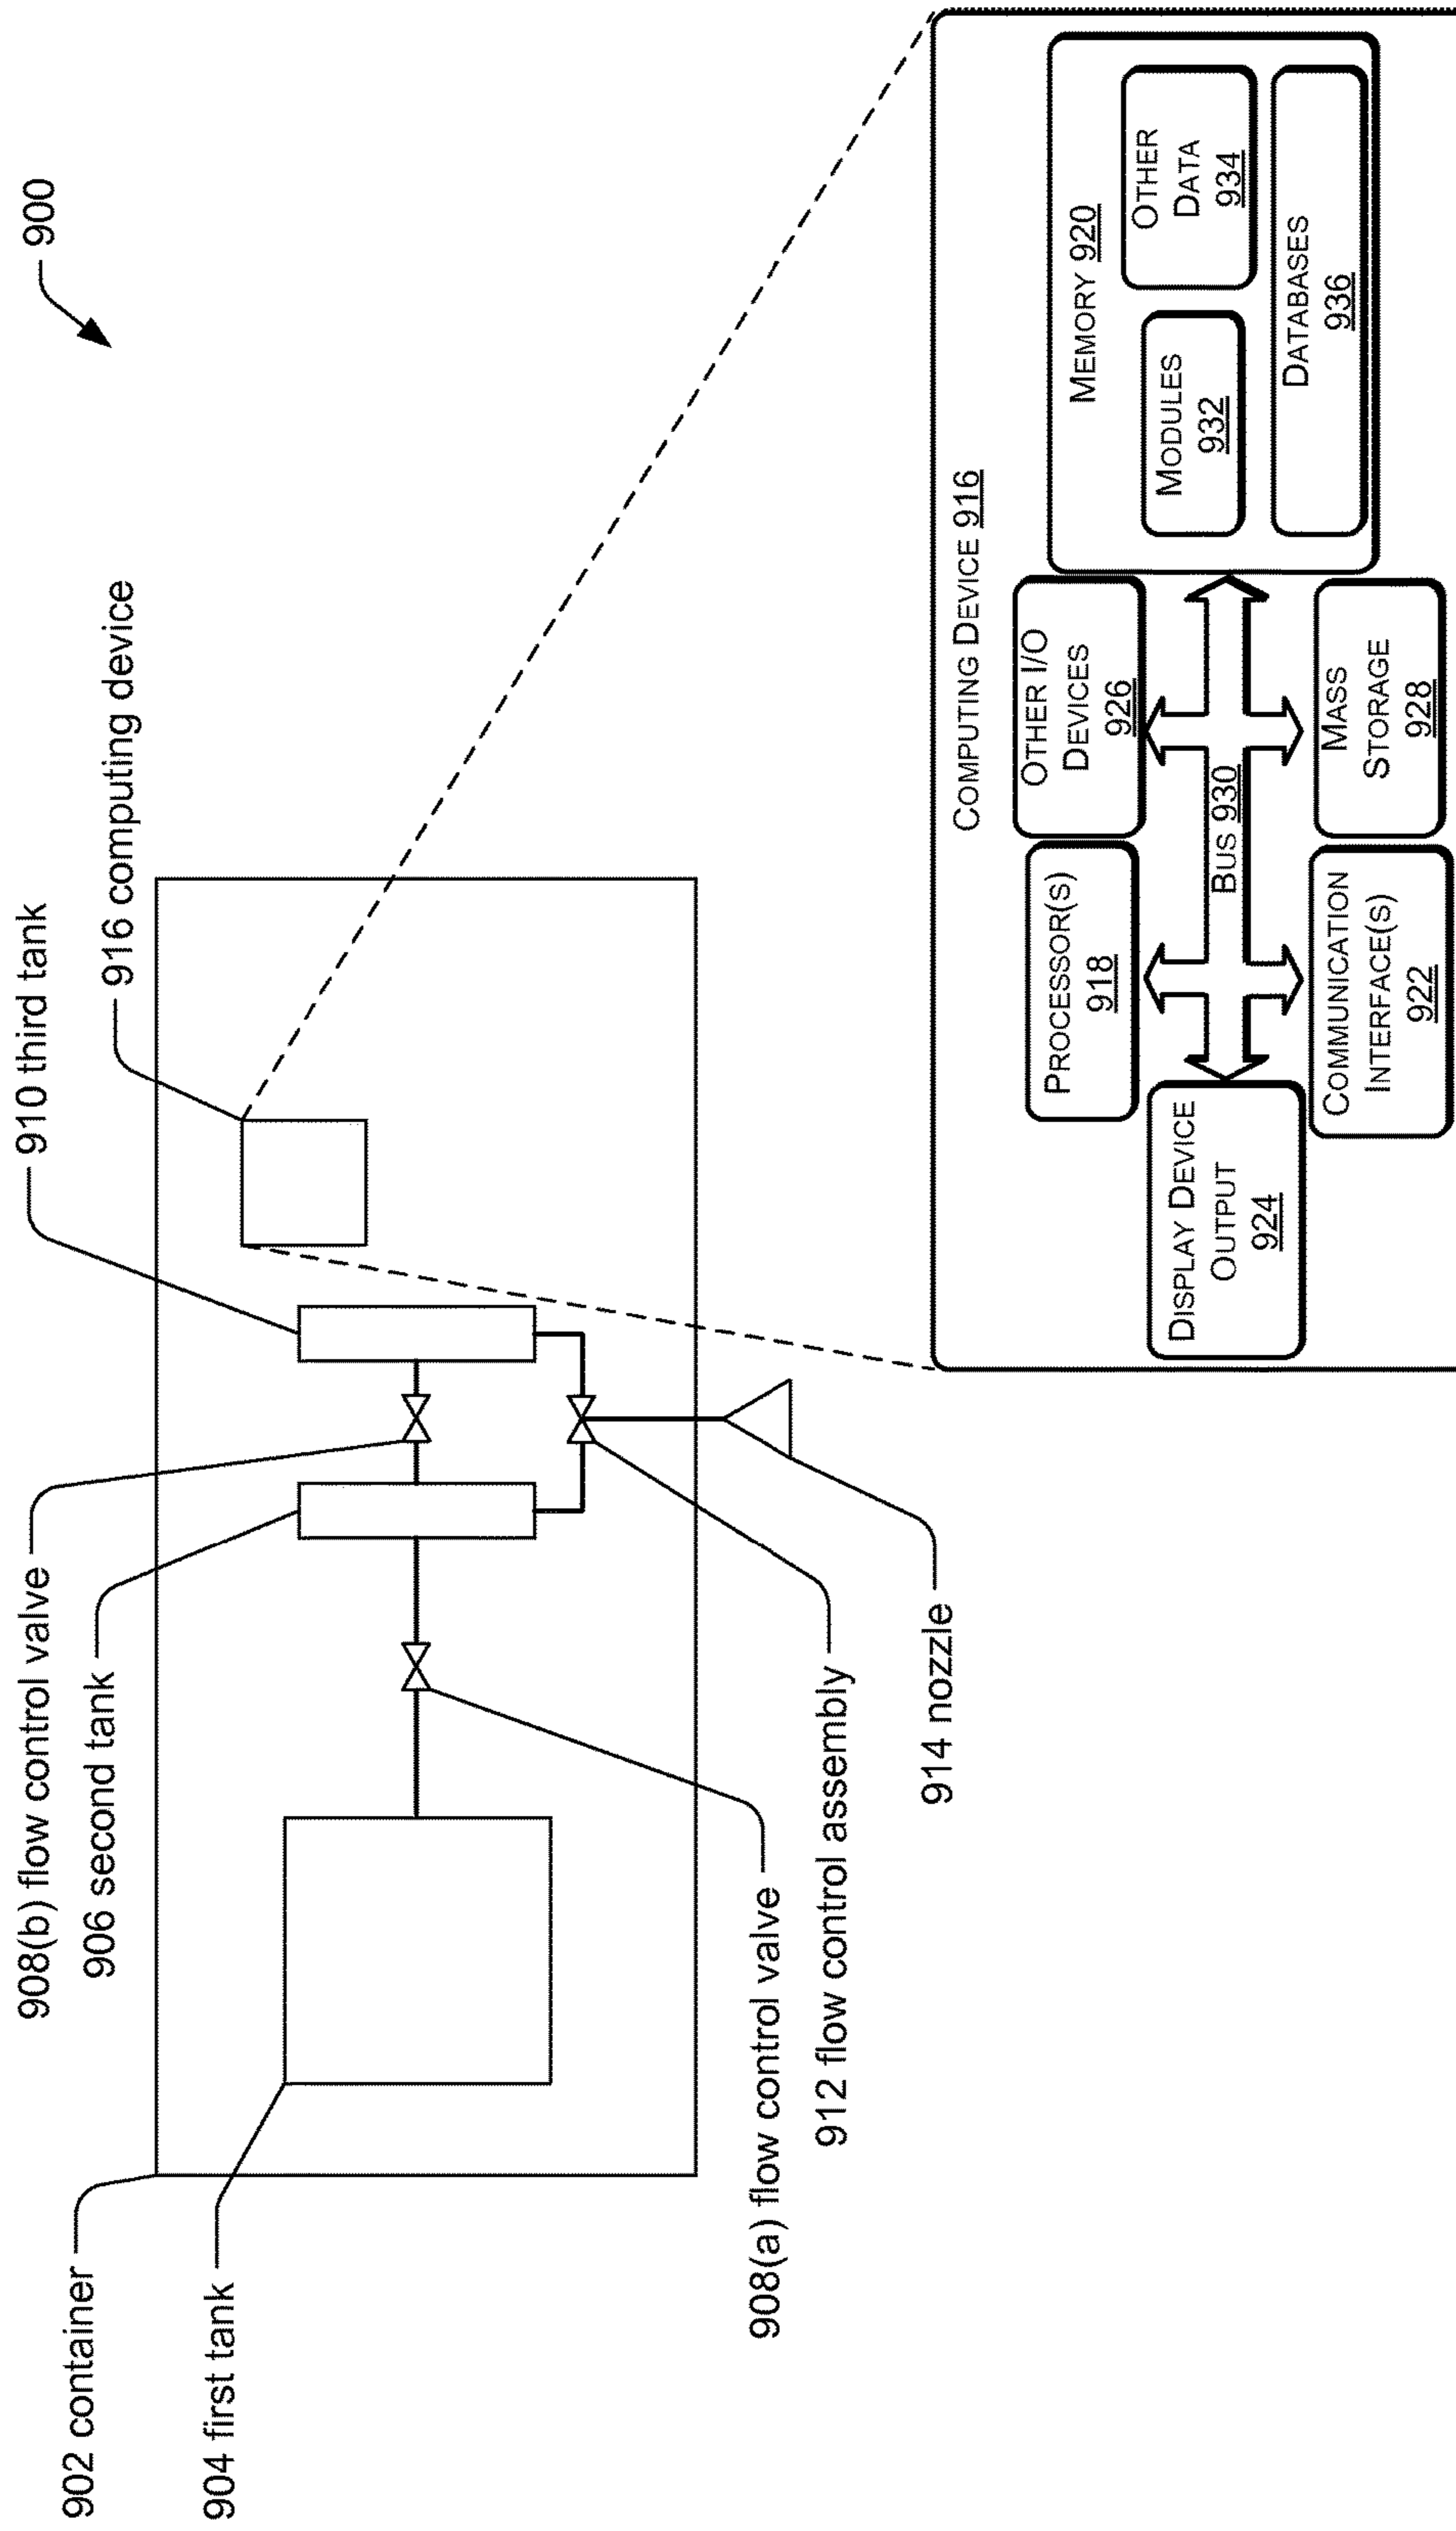 900
902 container
904 first tank
908(b) flow control valve
906 second tank
910 third tank
916 computing device
908(a) flow control valve
912 flow control assembly
914 nozzle
COMPUTING DEVICE 916
PROCESSOR(S)
918
OTHER I/O
DEVICES
926
MEMORY 920
MODULES
932
OTHER
DATA
934
DATABASES
936
DISPLAY DEVICE
OUTPUT
924
BUS 930
COMMUNICATION
INTERFACE(S)
922
MASS
STORAGE
928